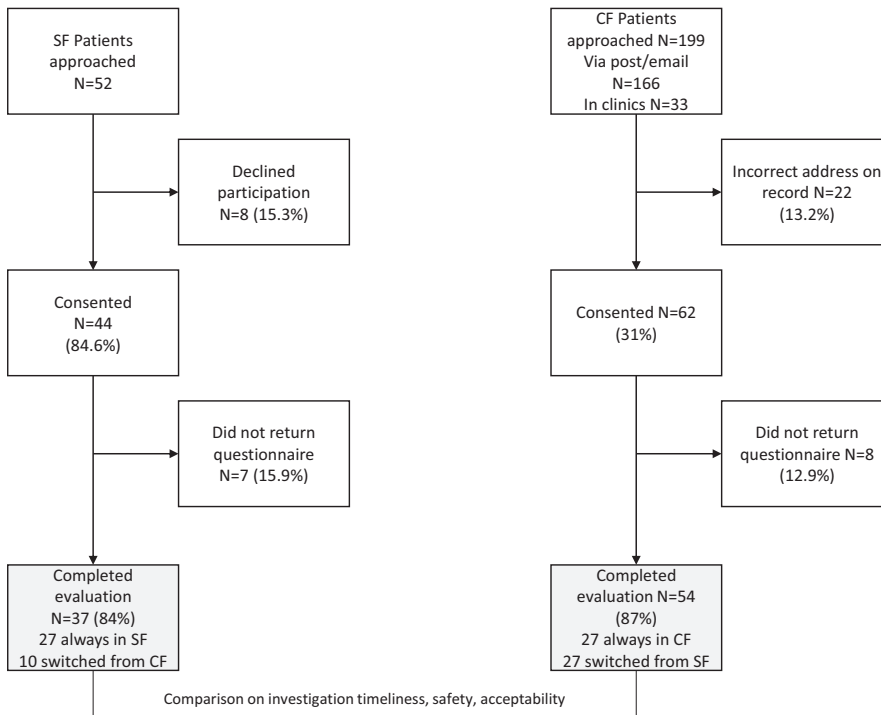 SF Patients
approached
N=52
CF Patients
approached N=199
Via post/email
N=166
In clinics N=33
Declined
participation
N=8 (15.3%)
Incorrect address on
record N=22
(13.2%)
Consented
N=44
(84.6%)
Consented N=62
(31%)
Did not return
questionnaire
N=7 (15.9%)
Did not return
questionnaire N=8
(12.9%)
Completed
evaluation
N=37 (84%)
27 always in SF
10 switched from CF
Completed
evaluation N=54
(87%)
27 always in CF
27 switched from SF
Comparison on investigation timeliness, safety, acceptability